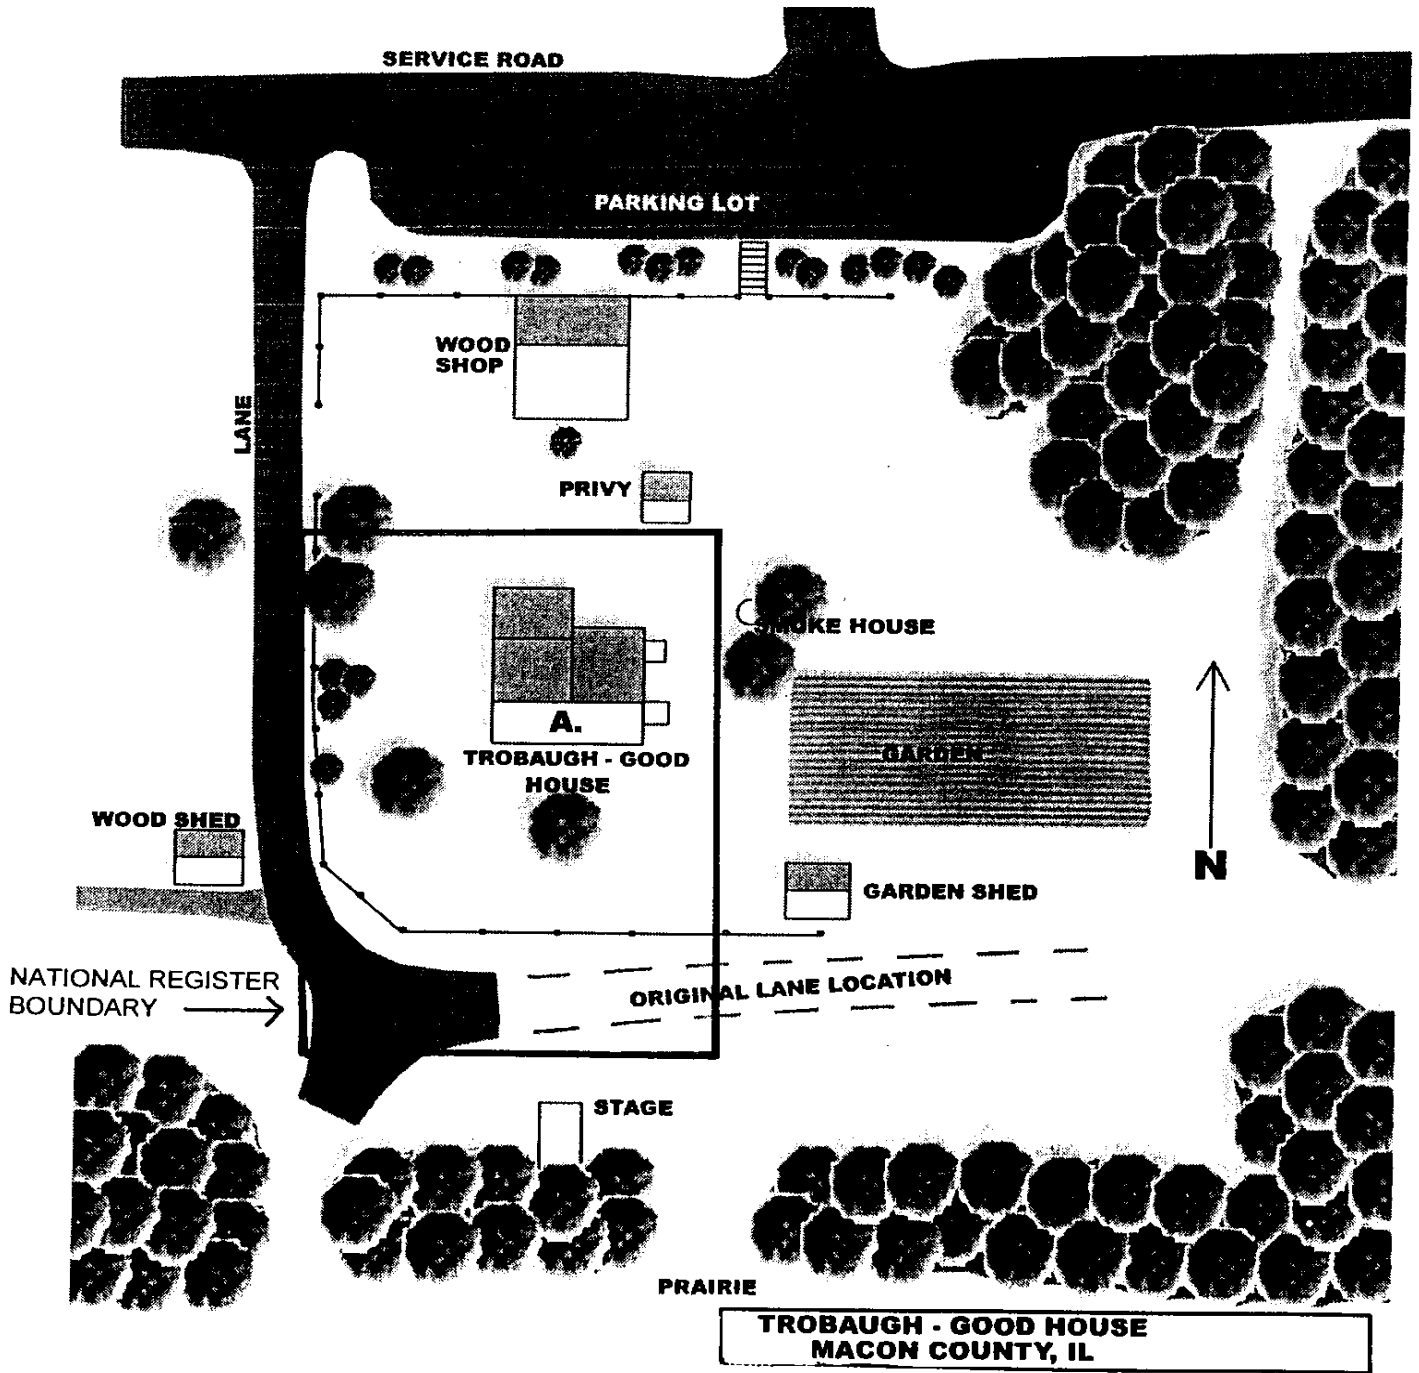 SERVICE ROAD
PARKING LOT
WOOD
SHOP
LANE
PRIVY
SMOKE HOUSE
A.
TROBAUGH - GOOD
HOUSE
GARDEN
WOOD SHED
N
GARDEN SHED
NATIONAL REGISTER
BOUNDARY
ORIGINAL LANE LOCATION
STAGE
PRAIRIE
TROBAUGH - GOOD HOUSE
MACON COUNTY, IL